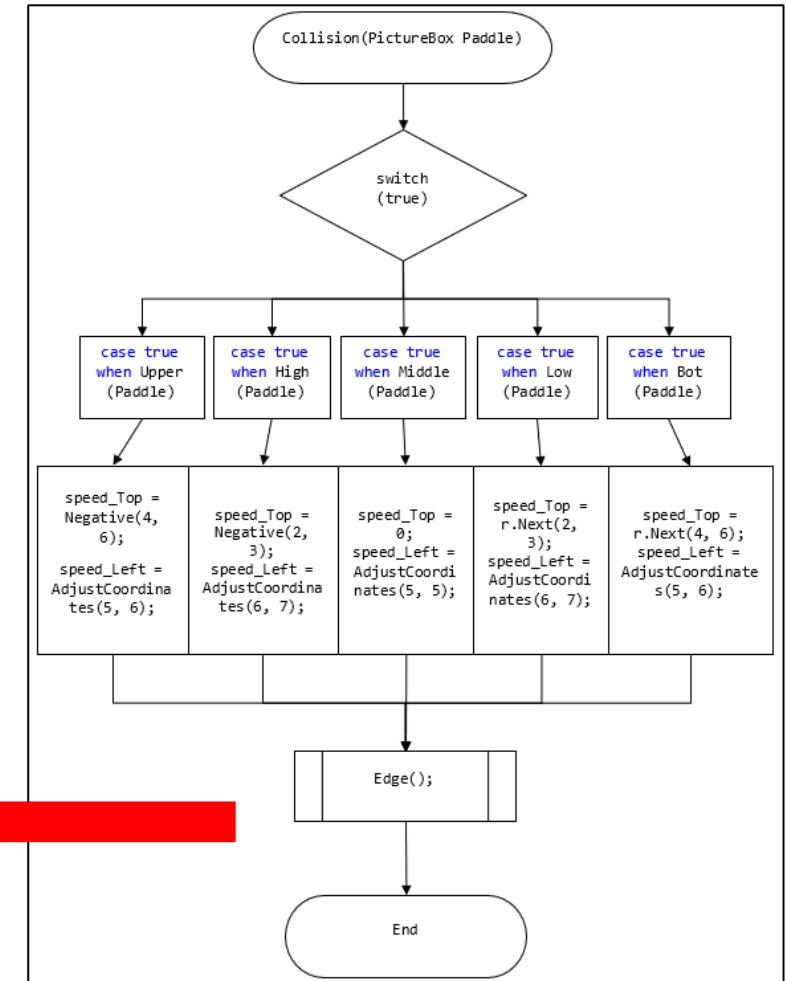 Collision(PictureBox Paddle)
switch
(true)
case true
when Upper
(Paddle)
case true
when High
(Paddle)
case true
when Middle
(Paddle)
case true
when Low
(Paddle)
case true
when Bot
(Paddle)
speed_Top =
Negative(4,
6);
speed_Left =
AdjustCoordina
tes(5, 6);
speed_Top =
Negative(2,
3);
speed_Left =
AdjustCoordina
tes(6, 7);
speed_Top =
0;
speed_Left =
AdjustCoordi
nates(5, 5);
speed_Top =
r.Next(2,
3);
speed_Left =
AdjustCoordi
nates(6, 7);
speed_Top =
r.Next(4, 6);
speed_Left =
AdjustCoordinate
s(5, 6);
Edge();
End